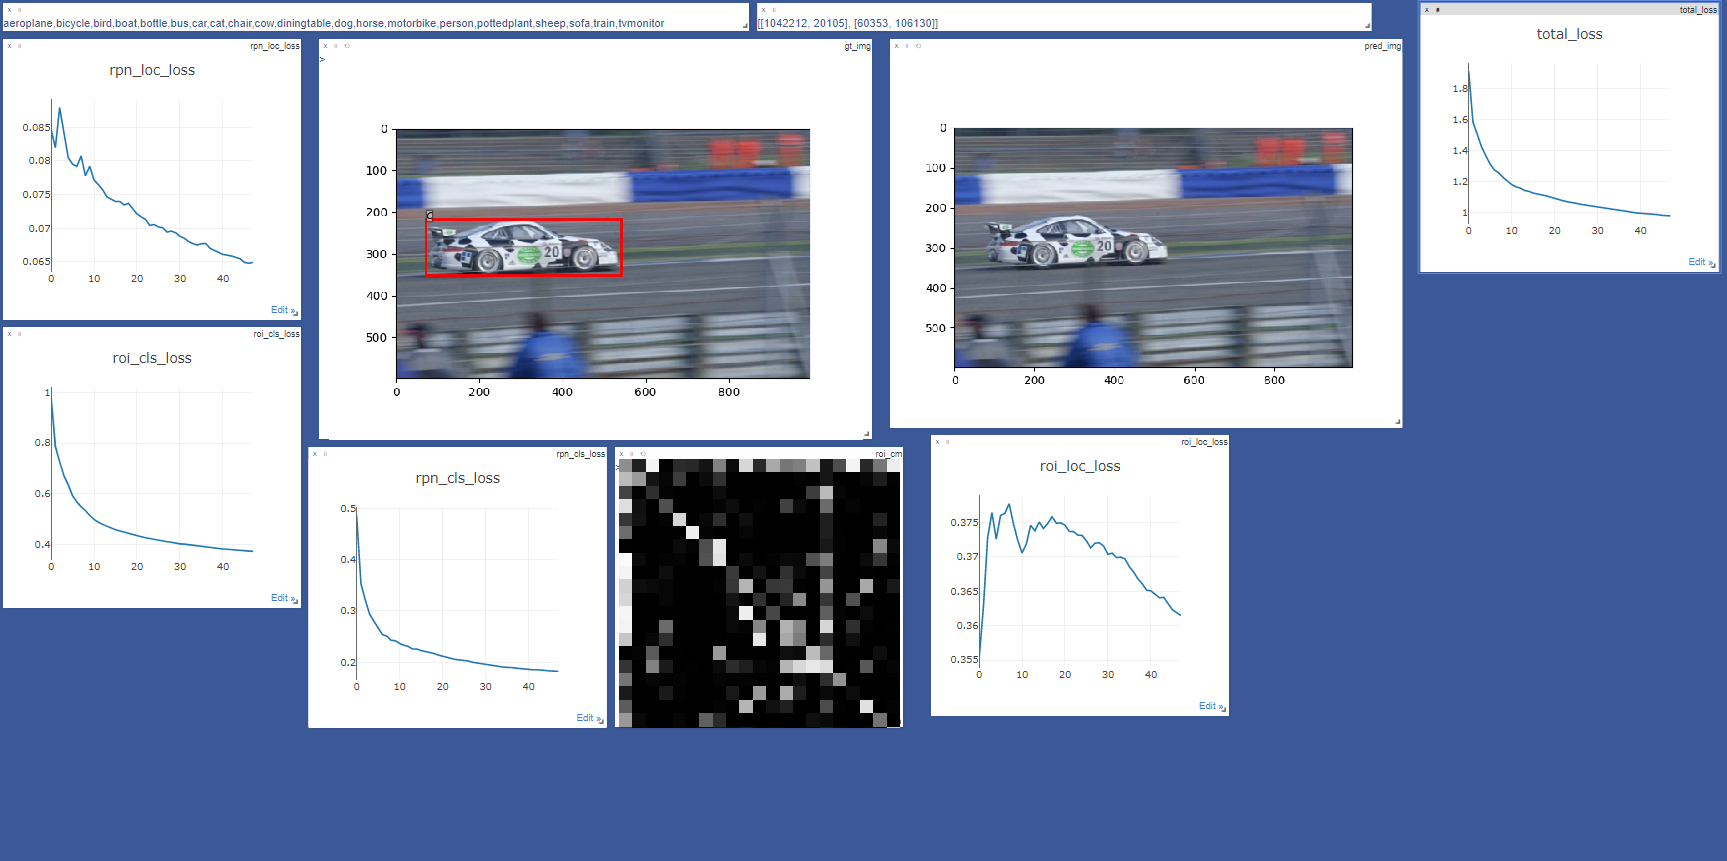 aeroplane,bicycle,bird,boat,bottle,bus,car,cat,chair,cow,diningtable,dog,horse,motorbike,person,pottedplant,sheep,sofa,train,tvmonitor
[[1042212, 20105], [60353, 106130]]
total_loss
total_loss
1.8
1.6
1.4
1.2
1
0 10 20 30 40
Edit »
rpn_loc_loss
rpn_loc_loss
0.085
0.08
0.075
0.07
0.065
0 10 20 30 40
Edit »
gt_img
>
0
100
200
300
400
500
0 200 400 600 800
20
pred_img
0
100
200
300
400
500
0 200 400 600 800
20
roi_cls_loss
roi_cls_loss
1
0.8
0.6
0.4
0 10 20 30 40
Edit »
rpn_cls_loss
rpn_cls_loss
0.5
0.4
0.3
0.2
0 10 20 30 40
Edit »
roi_cm
>
roi_loc_loss
roi_loc_loss
0.375
0.37
0.365
0.36
0.355
0 10 20 30 40
Edit »